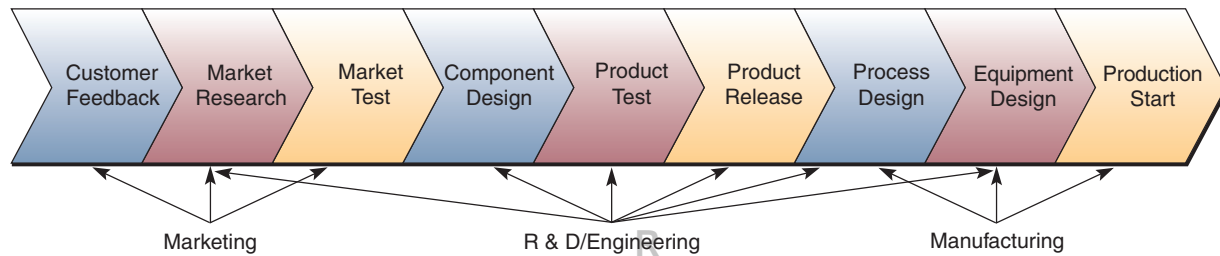 Customer
Feedback
Market
Research
Market
Test
Component
Design
Product
Test
Product
Release
Process
Design
Equipment
Design
Production
Start
Marketing
R & D/Engineering
Manufacturing
R